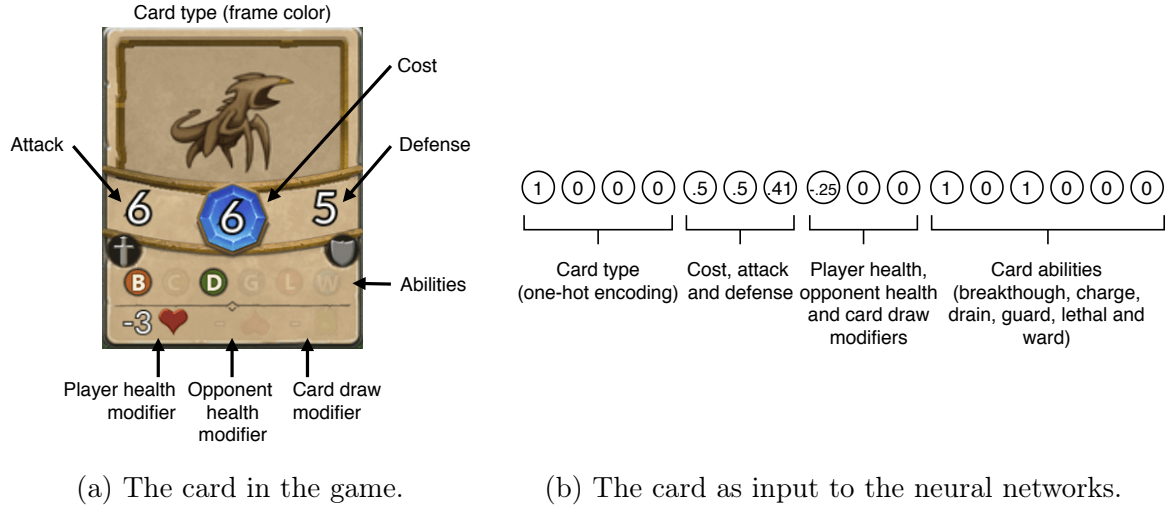 Card type (frame color)
Cost
Attack
Defense
6
6
5
B C D G L W
Abilities
-3 - -
Player health
modifier
Opponent
health
modifier
Card draw
modifier
(a) The card in the game.
1 0 0 0 .5 .5 .41 -.25 0 0 1 0 1 0 0 0
Card type
(one-hot encoding)
Cost, attack
and defense
Player health,
opponent health
and card draw
modifiers
Card abilities
(breakthough, charge,
drain, guard, lethal and
ward)
(b) The card as input to the neural networks.